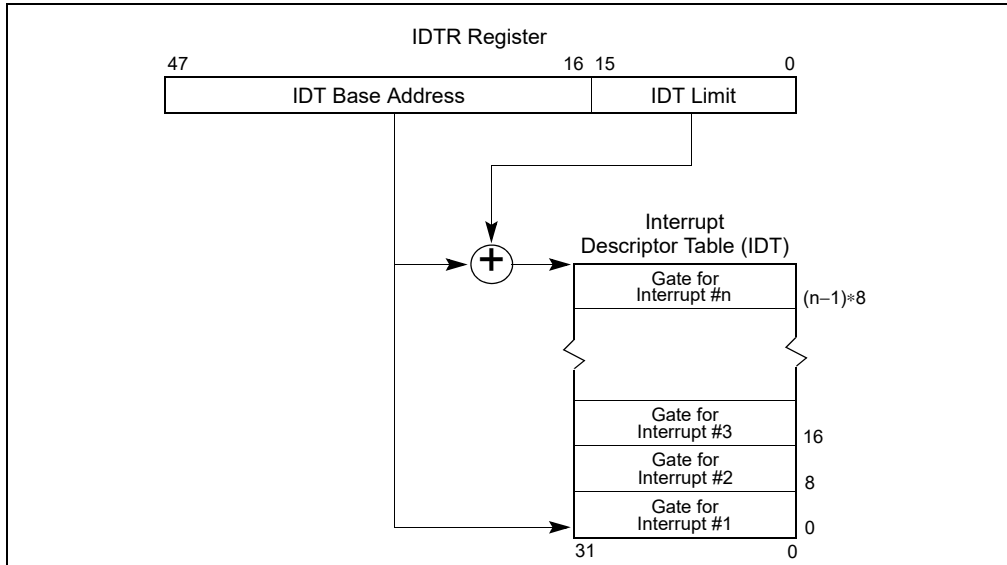 IDTR Register
47 16 15 0
IDT Base Address IDT Limit
+
Interrupt
Descriptor Table (IDT)
Gate for
Interrupt #n
(n−1)∗8
Gate for
Interrupt #3
16
Gate for
Interrupt #2
8
Gate for
Interrupt #1
0
31 0